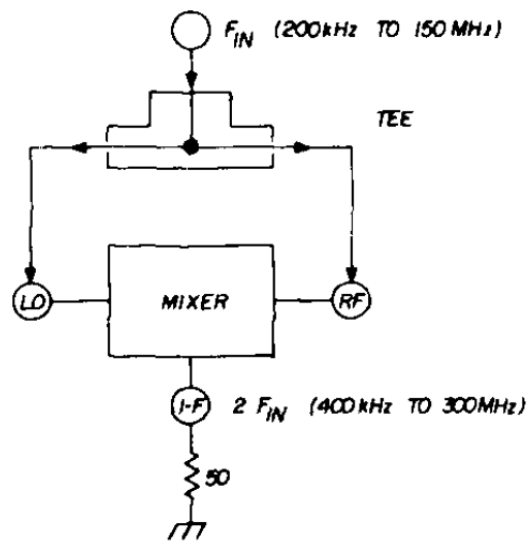 F_IN (200kHz TO 150MHz)
TEE
LO
MIXER
RF
I-F 2 F_IN (400kHz TO 300MHz)
50